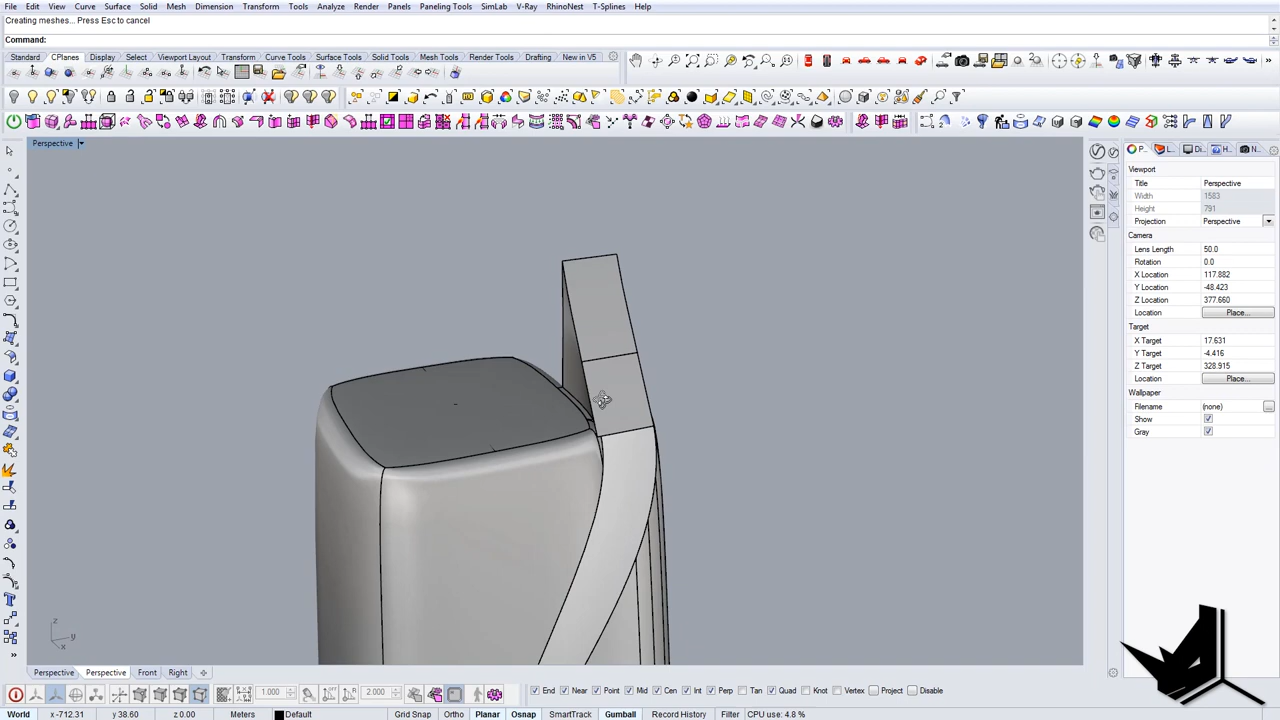 File Edit View Curve Surface Solid Mesh Dimension Transform Tools Analyze Render Panels Paneling Tools SimLab V-Ray RhinoNest T-Splines Help
Creating meshes... Press Esc to cancel
Command:
Standard CPlanes Display Select Viewport Layout Transform Curve Tools Surface Tools Solid Tools Mesh Tools Render Tools Drafting New in V5
Perspective
P... L... Di... H... N...
Viewport
Title Perspective
Width 1583
Height 791
Projection Perspective
Camera
Lens Length 50.0
Rotation 0.0
X Location 117.882
Y Location -48.423
Z Location 377.660
Location Place...
Target
X Target 17.631
Y Target -4.416
Z Target 328.915
Location Place...
Wallpaper
Filename (none) ...
Show
Gray
z
y
x
Perspective Perspective Front Right
1.000 2.000 End Near Point Mid Cen Int Perp Tan Quad Knot Vertex Project Disable
World x -712.31 y 38.60 z 0.00 Meters Default Grid Snap Ortho Planar Osnap SmartTrack Gumball Record History Filter CPU use: 4.8 %